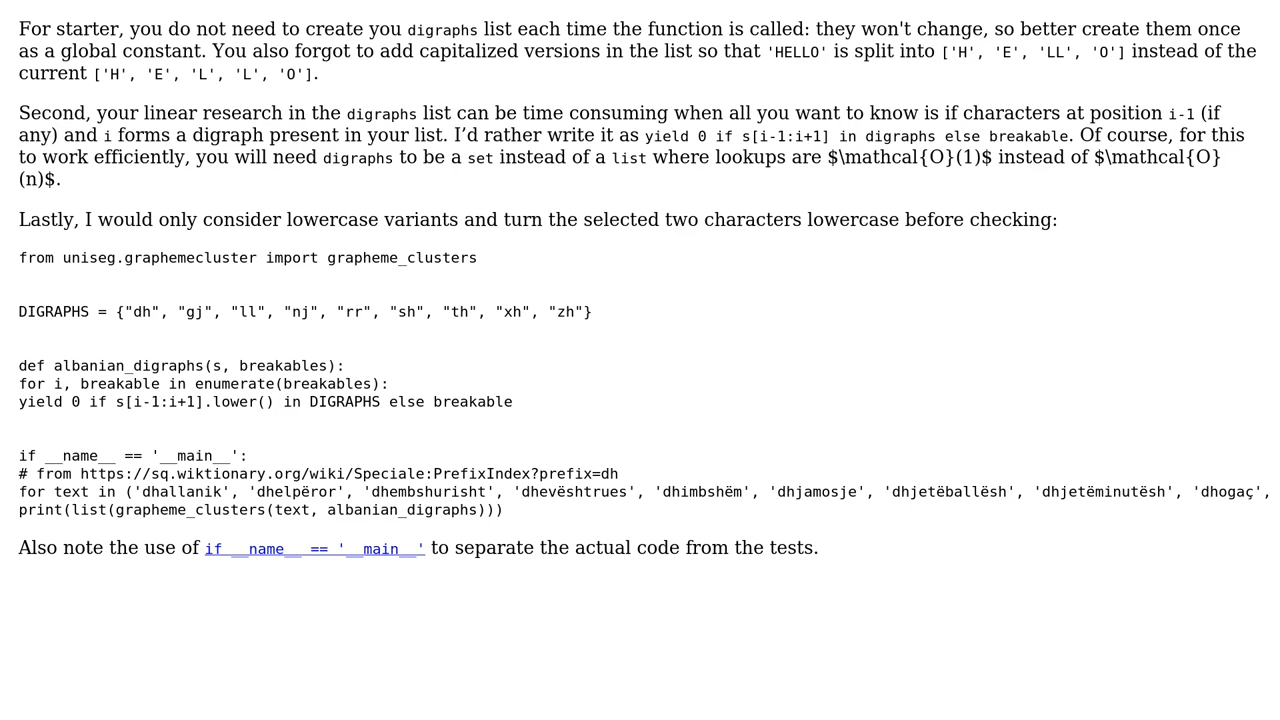 For starter, you do not need to create you digraphs list each time the function is called: they won't change, so better create them once
as a global constant. You also forgot to add capitalized versions in the list so that 'HELLO' is split into ['H', 'E', 'LL', 'O'] instead of the
current ['H', 'E', 'L', 'L', 'O'].
Second, your linear research in the digraphs list can be time consuming when all you want to know is if characters at position i-1 (if
any) and i forms a digraph present in your list. I’d rather write it as yield 0 if s[i-1:i+1] in digraphs else breakable. Of course, for this
to work efficiently, you will need digraphs to be a set instead of a list where lookups are $\mathcal{O}(1)$ instead of $\mathcal{O}
(n)$.
Lastly, I would only consider lowercase variants and turn the selected two characters lowercase before checking:
from uniseg.graphemecluster import grapheme_clusters
DIGRAPHS = {"dh", "gj", "ll", "nj", "rr", "sh", "th", "xh", "zh"}
def albanian_digraphs(s, breakables):
for i, breakable in enumerate(breakables):
yield 0 if s[i-1:i+1].lower() in DIGRAPHS else breakable
if __name__ == '__main__':
# from https://sq.wiktionary.org/wiki/Speciale:PrefixIndex?prefix=dh
for text in ('dhallanik', 'dhelpëror', 'dhembshurisht', 'dhevështrues', 'dhimbshëm', 'dhjamosje', 'dhjetëballësh', 'dhjetëminutësh', 'dhogaç',
print(list(grapheme_clusters(text, albanian_digraphs)))
Also note the use of if __name__ == '__main__' to separate the actual code from the tests.